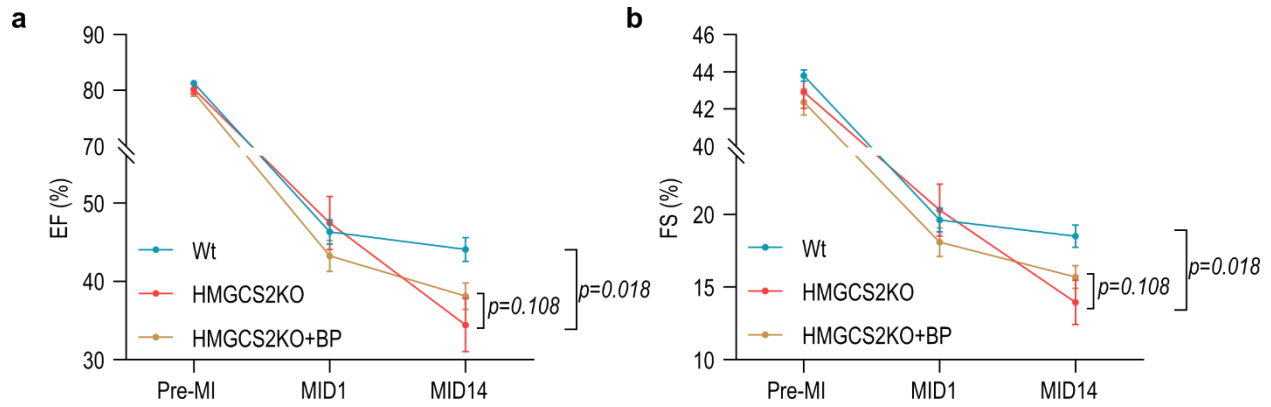 a
EF (%)
90
80
70
50
40
30
Wt
HMGCS2KO
HMGCS2KO+BP
p=0.108
p=0.018
Pre-MI
MID1
MID14
b
FS (%)
46
44
42
40
20
15
10
Wt
HMGCS2KO
HMGCS2KO+BP
p=0.108
p=0.018
Pre-MI
MID1
MID14